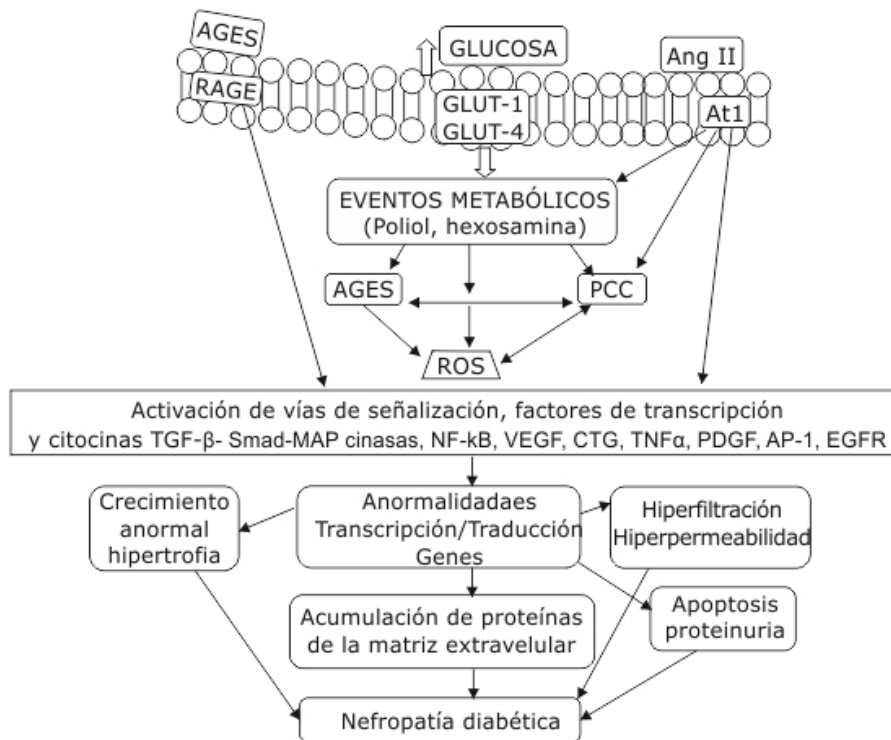 AGES
GLUCOSA
Ang II
RAGE
GLUT-1
GLUT-4
At1
EVENTOS METABÓLICOS
(Poliol, hexosamina)
AGES
PCC
ROS
Activación de vías de señalización, factores de transcripción
y citocinas TGF-β- Smad-MAP cinasas, NF-kB, VEGF, CTG, TNFα, PDGF, AP-1, EGFR
Crecimiento
anormal
hipertrofia
Anormalidadaes
Transcripción/Traducción
Genes
Hiperfiltración
Hiperpermeabilidad
Acumulación de proteínas
de la matriz extravelular
Apoptosis
proteinuria
Nefropatía diabética